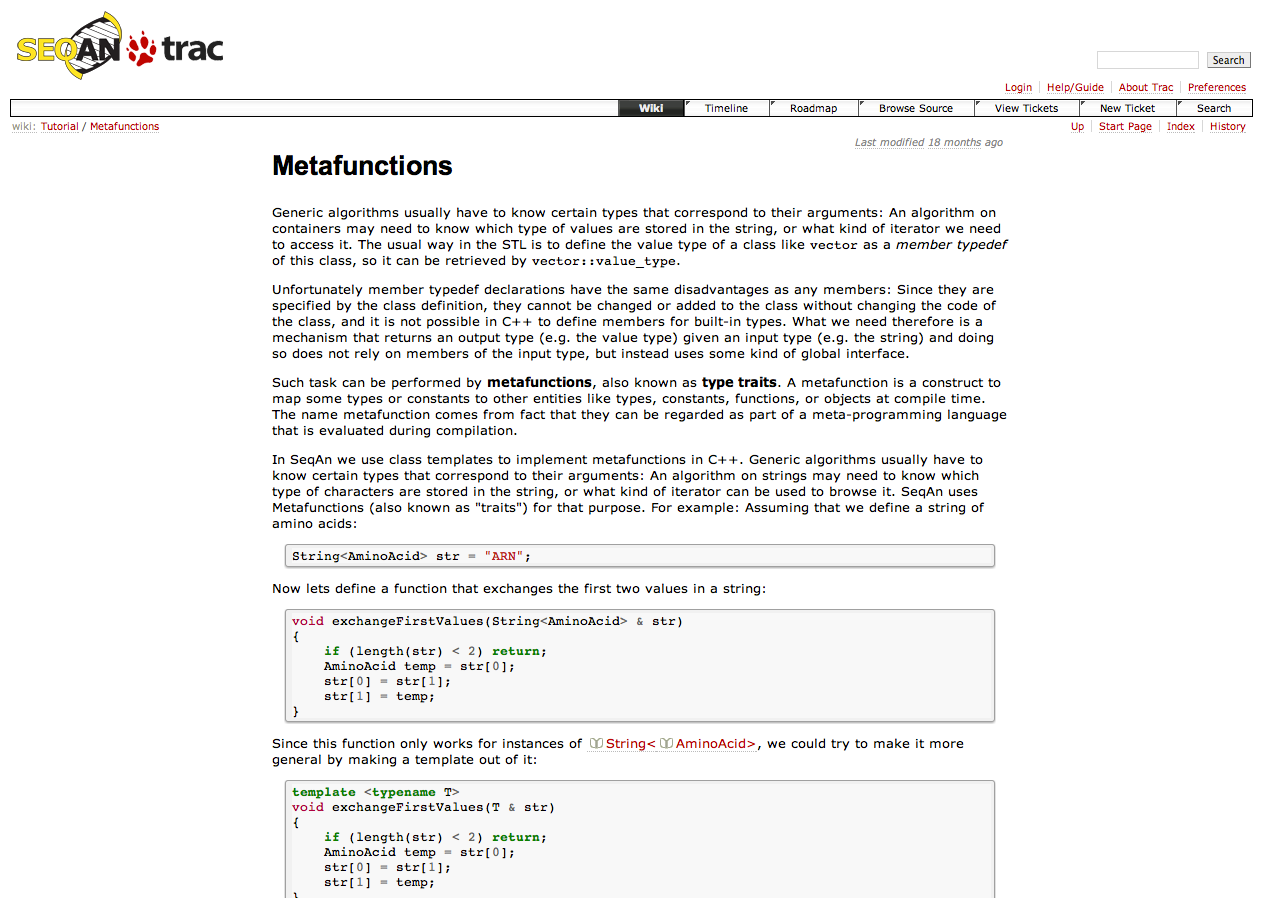 SEQAN trac
Search
Login Help/Guide About Trac Preferences
Wiki Timeline Roadmap Browse Source View Tickets New Ticket Search
wiki: Tutorial / Metafunctions Up Start Page Index History
Last modified 18 months ago
Metafunctions
Generic algorithms usually have to know certain types that correspond to their arguments: An algorithm on
containers may need to know which type of values are stored in the string, or what kind of iterator we need
to access it. The usual way in the STL is to define the value type of a class like vector as a member typedef
of this class, so it can be retrieved by vector::value_type.
Unfortunately member typedef declarations have the same disadvantages as any members: Since they are
specified by the class definition, they cannot be changed or added to the class without changing the code of
the class, and it is not possible in C++ to define members for built-in types. What we need therefore is a
mechanism that returns an output type (e.g. the value type) given an input type (e.g. the string) and doing
so does not rely on members of the input type, but instead uses some kind of global interface.
Such task can be performed by metafunctions, also known as type traits. A metafunction is a construct to
map some types or constants to other entities like types, constants, functions, or objects at compile time.
The name metafunction comes from fact that they can be regarded as part of a meta-programming language
that is evaluated during compilation.
In SeqAn we use class templates to implement metafunctions in C++. Generic algorithms usually have to
know certain types that correspond to their arguments: An algorithm on strings may need to know which
type of characters are stored in the string, or what kind of iterator can be used to browse it. SeqAn uses
Metafunctions (also known as "traits") for that purpose. For example: Assuming that we define a string of
amino acids:
String<AminoAcid> str = "ARN";
Now lets define a function that exchanges the first two values in a string:
void exchangeFirstValues(String<AminoAcid> & str)
{
if (length(str) < 2) return;
AminoAcid temp = str[0];
str[0] = str[1];
str[1] = temp;
}
Since this function only works for instances of String< AminoAcid>, we could try to make it more
general by making a template out of it:
template <typename T>
void exchangeFirstValues(T & str)
{
if (length(str) < 2) return;
AminoAcid temp = str[0];
str[0] = str[1];
str[1] = temp;
}